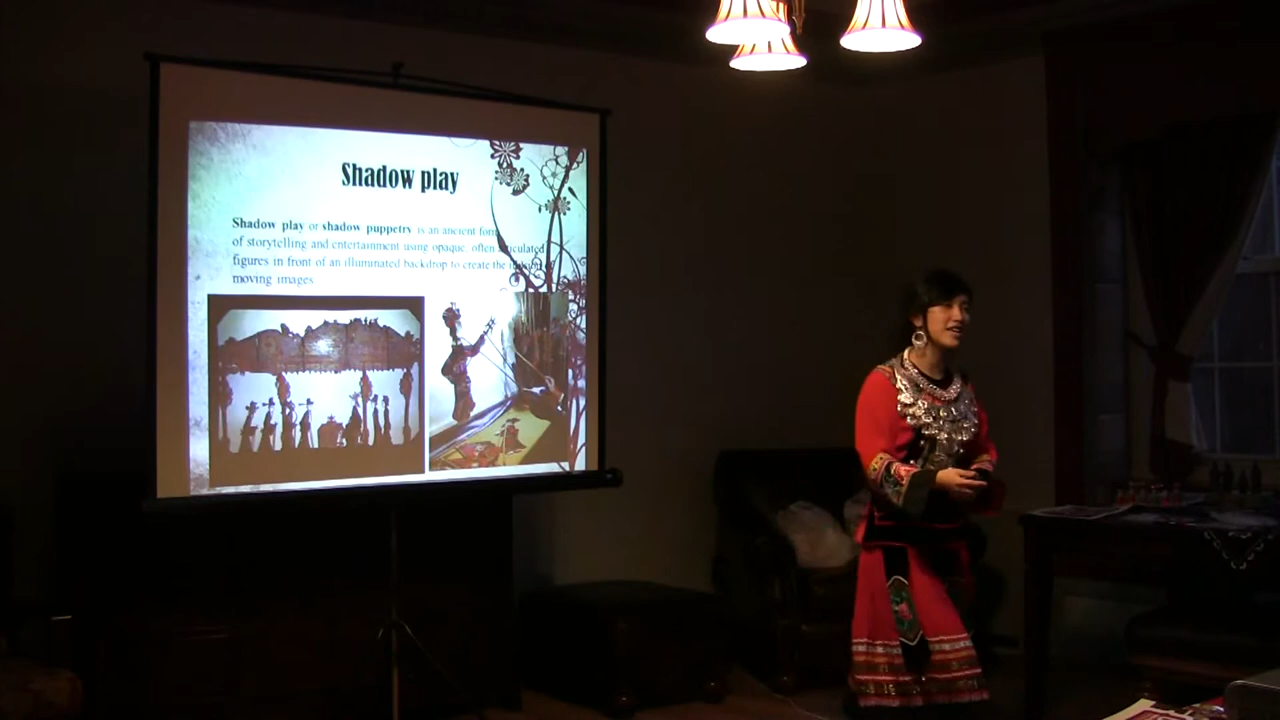 Shadow play
Shadow play or shadow puppetry is an ancient form
of storytelling and entertainment using opaque, often
figures in front of an illuminated backdrop to create the
moving images